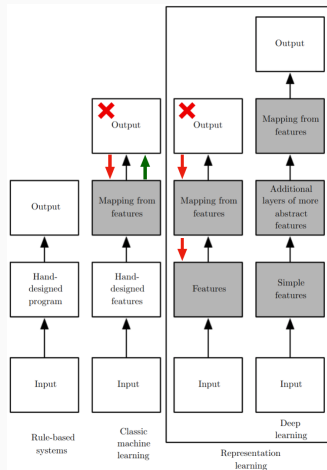 Output
Output
Output
Mapping from
features
Output
Mapping from
features
Mapping from
features
Additional
layers of more
abstract
features
Hand-
designed
program
Hand-
designed
features
Features
Simple
features
Input
Input
Input
Input
Rule-based
systems
Classic
machine
learning
Deep
learning
Representation
learning